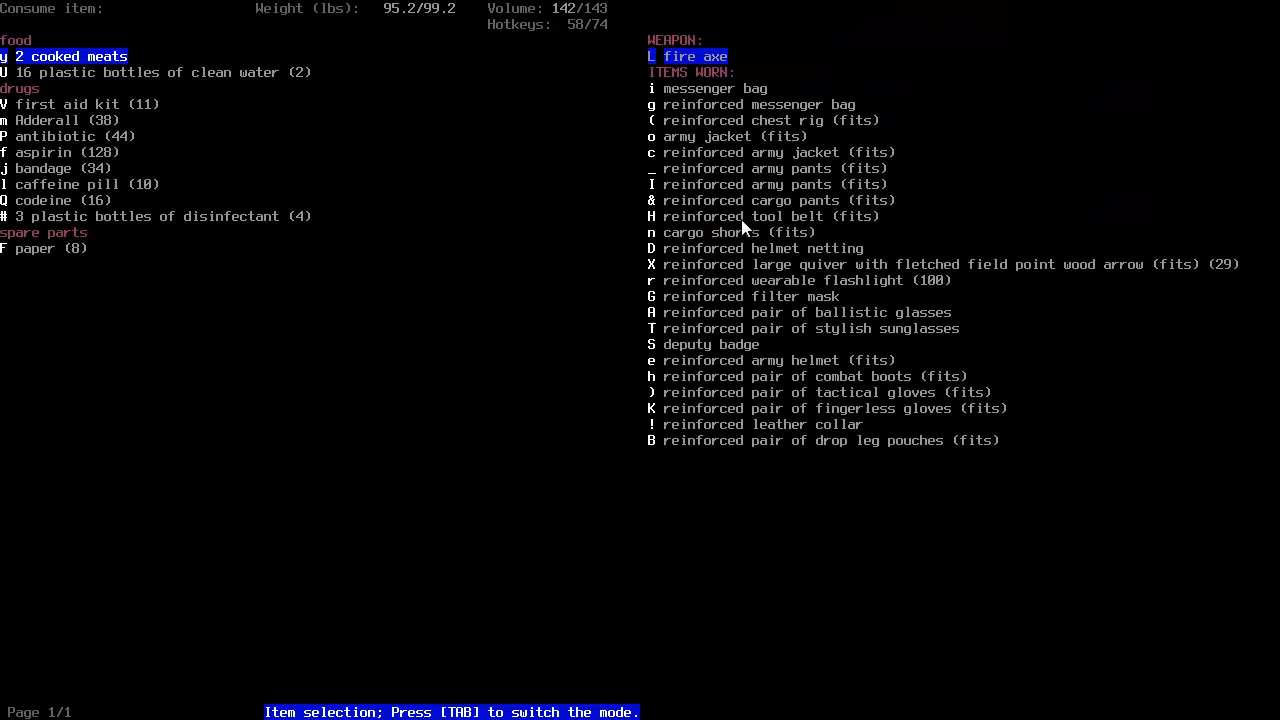 Consume item: Weight (lbs): 95.2/99.2 Volume: 142/143
Hotkeys: 58/74
food
y 2 cooked meats
U 16 plastic bottles of clean water (2)
drugs
V first aid kit (11)
m Adderall (38)
P antibiotic (44)
f aspirin (128)
j bandage (34)
l caffeine pill (10)
Q codeine (16)
# 3 plastic bottles of disinfectant (4)
spare parts
F paper (8)
WEAPON:
L fire axe
ITEMS WORN:
i messenger bag
g reinforced messenger bag
( reinforced chest rig (fits)
o army jacket (fits)
c reinforced army jacket (fits)
_ reinforced army pants (fits)
I reinforced army pants (fits)
& reinforced cargo pants (fits)
H reinforced tool belt (fits)
n cargo shorts (fits)
D reinforced helmet netting
X reinforced large quiver with fletched field point wood arrow (fits) (29)
r reinforced wearable flashlight (100)
G reinforced filter mask
A reinforced pair of ballistic glasses
T reinforced pair of stylish sunglasses
S deputy badge
e reinforced army helmet (fits)
h reinforced pair of combat boots (fits)
) reinforced pair of tactical gloves (fits)
K reinforced pair of fingerless gloves (fits)
! reinforced leather collar
B reinforced pair of drop leg pouches (fits)
Page 1/1 Item selection; Press [TAB] to switch the mode.